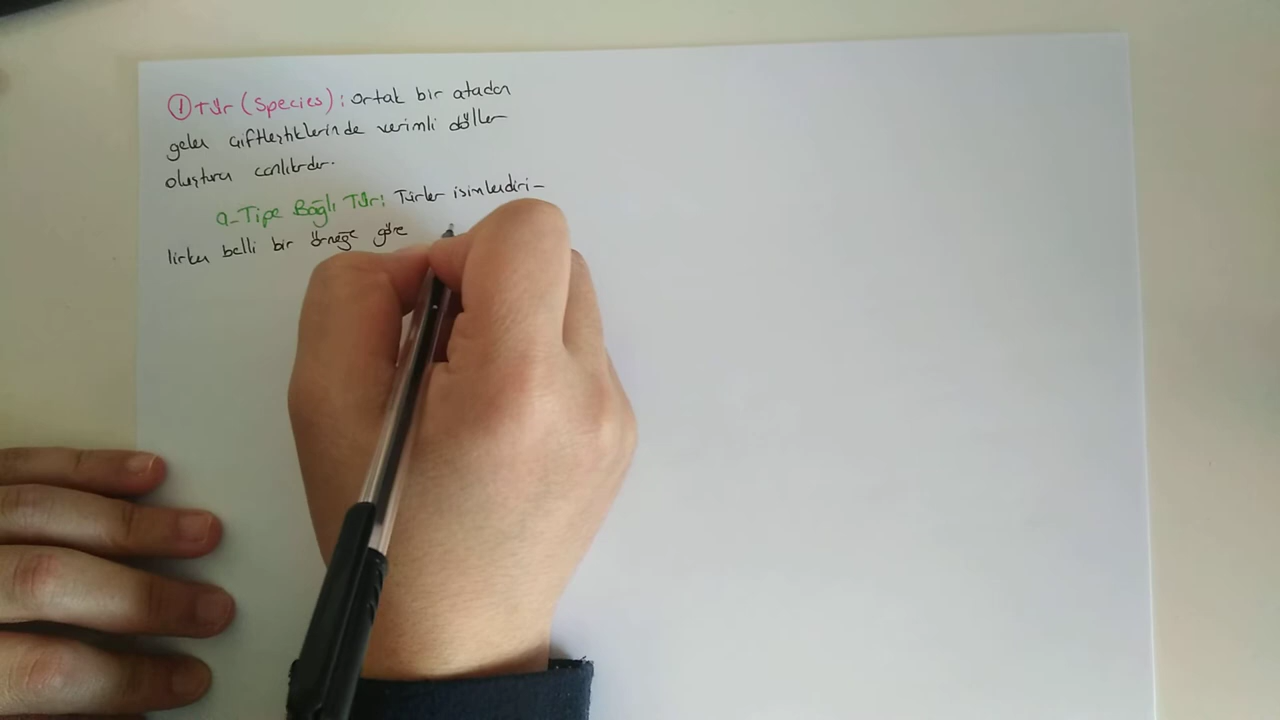 ① Tür (Species): Ortak bir atadan
gelen çiftleştiklerinde verimli döller
oluşturan canlılardır.
a-Tipe Bağlı Tür: Türler isimlendiri-
lirken belli bir örneğe göre